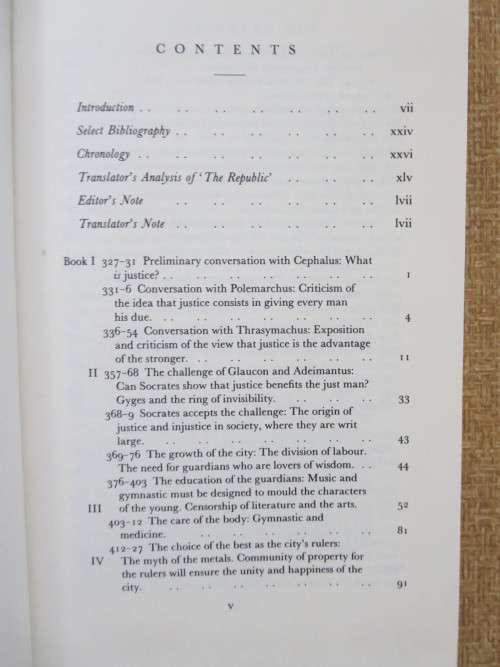 CONTENTS
Introduction . . . . . . . . . . . . . . vii
Select Bibliography . . . . . . . . . . . . . . xxiv
Chronology . . . . . . . . . . . . . . xxvi
Translator's Analysis of 'The Republic' . . . . . . . . xlv
Editor's Note . . . . . . . . . . . . . . lvii
Translator's Note . . . . . . . . . . . . . . lvii
Book I 327–31 Preliminary conversation with Cephalus: What
is justice? . . . . . . . . . . . . . . 1
331–6 Conversation with Polemarchus: Criticism of
the idea that justice consists in giving every man
his due. . . . . . . . . . . . . . 4
336–54 Conversation with Thrasymachus: Exposition
and criticism of the view that justice is the advantage
of the stronger. . . . . . . . . . . . . 11
II 357–68 The challenge of Glaucon and Adeimantus:
Can Socrates show that justice benefits the just man?
Gyges and the ring of invisibility. . . . . . . 33
368–9 Socrates accepts the challenge: The origin of
justice and injustice in society, where they are writ
large. . . . . . . . . . . . . . 43
369–76 The growth of the city: The division of labour.
The need for guardians who are lovers of wisdom. . . 44
376–403 The education of the guardians: Music and
gymnastic must be designed to mould the characters
III of the young. Censorship of literature and the arts. 52
403–12 The care of the body: Gymnastic and
medicine. . . . . . . . . . . . . 81
412–27 The choice of the best as the city's rulers:
IV The myth of the metals. Community of property for
the rulers will ensure the unity and happiness of the
city. . . . . . . . . . . . . . . 91
v